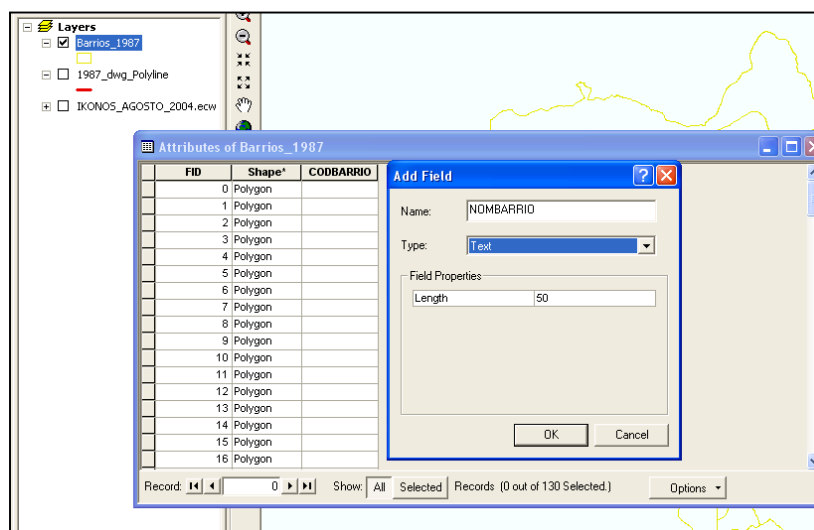 Layers
Barrios_1987
1987_dwg_Polyline
IKONOS_AGOSTO_2004.ecw
Attributes of Barrios_1987
FID Shape* CODBARRIO
0 Polygon
1 Polygon
2 Polygon
3 Polygon
4 Polygon
5 Polygon
6 Polygon
7 Polygon
8 Polygon
9 Polygon
10 Polygon
11 Polygon
12 Polygon
13 Polygon
14 Polygon
15 Polygon
16 Polygon
Add Field
Name: NOMBARRIO
Type: Text
Field Properties
Length 50
OK Cancel
Record: 0 Show: All Selected Records (0 out of 130 Selected.) Options